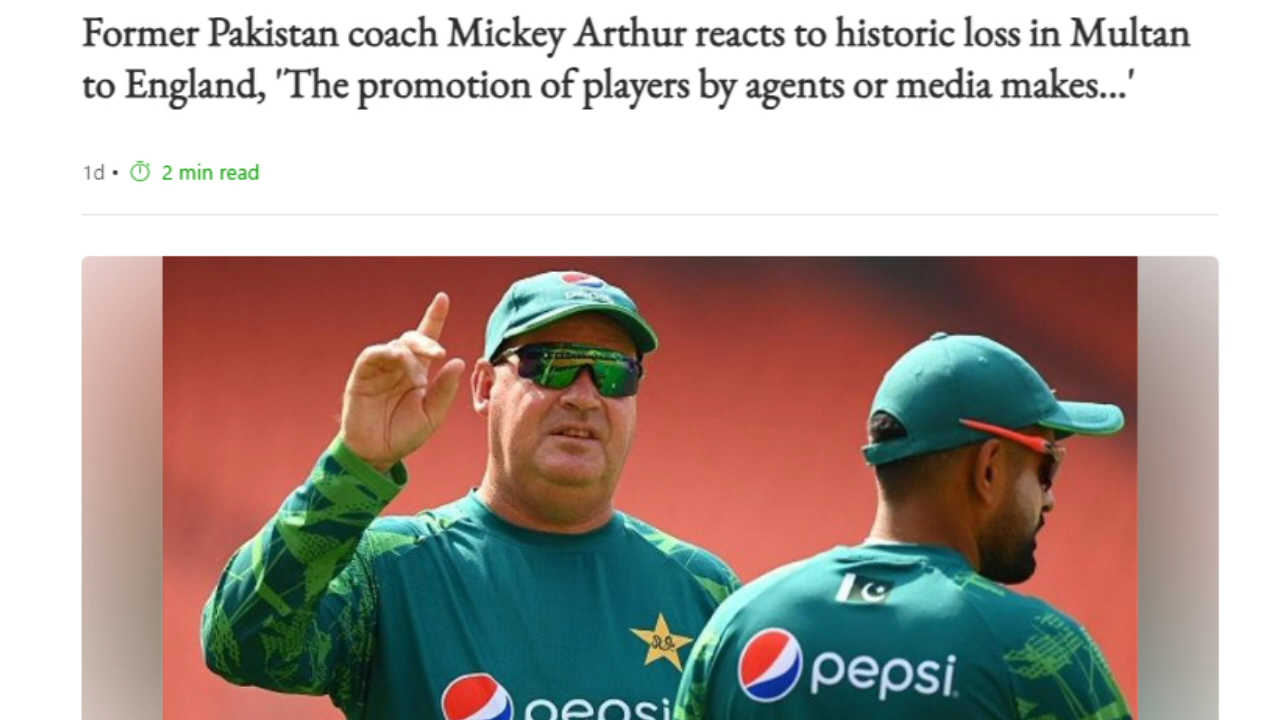 Former Pakistan coach Mickey Arthur reacts to historic loss in Multan
to England, 'The promotion of players by agents or media makes...'
1d • 2 min read
pepsi
pepsi